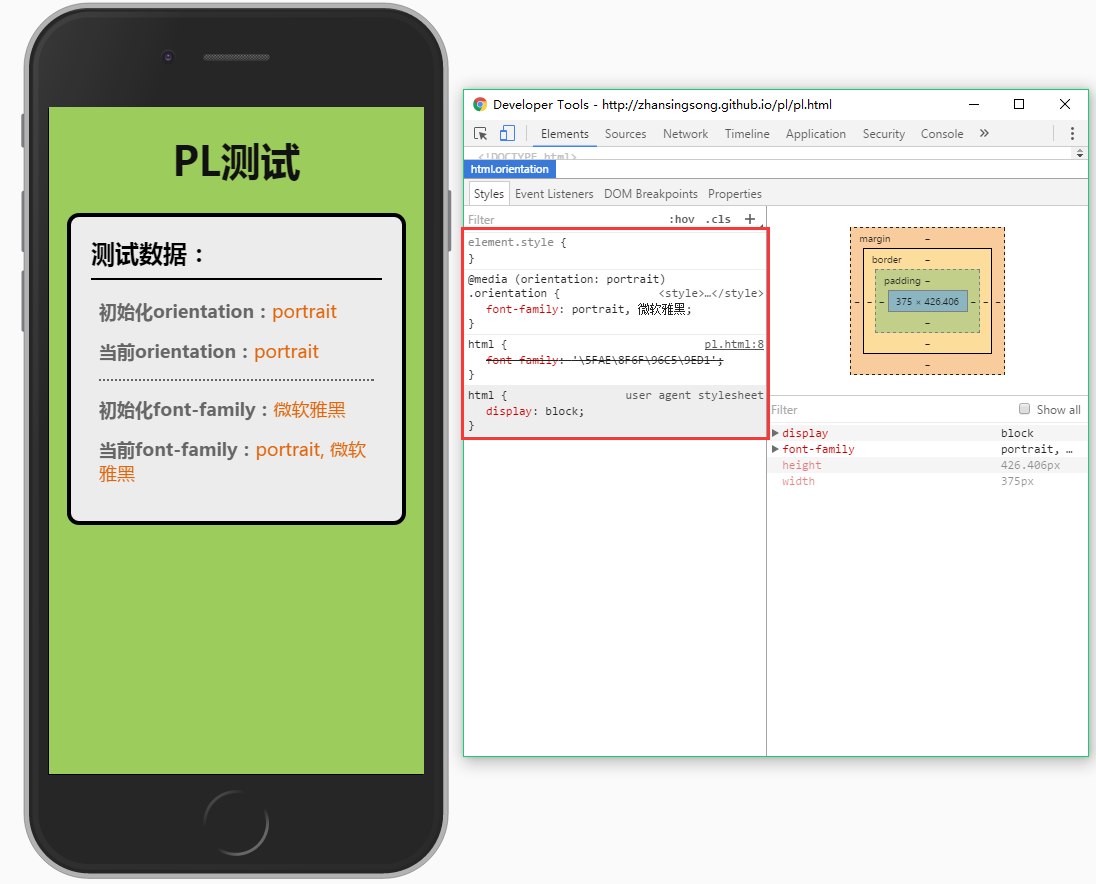 PL测试
测试数据：
初始化orientation：portrait
当前orientation：portrait
初始化font-family：微软雅黑
当前font-family：portrait, 微软
雅黑
Developer Tools - http://zhansingsong.github.io/pl/pl.html
Elements Sources Network Timeline Application Security Console »
<!DOCTYPE html>
html.orientation
Styles Event Listeners DOM Breakpoints Properties
Filter :hov .cls +
element.style {
}
@media (orientation: portrait)
.orientation { <style>…</style>
font-family: portrait, 微软雅黑;
}
html { pl.html:8
font-family: '\5FAE\8F6F\96C5\9ED1';
}
html { user agent stylesheet
display: block;
}
margin –
border –
padding –
– – – 375 × 426.406 – – –
–
–
–
Filter Show all
display block
font-family portrait, …
height 426.406px
width 375px